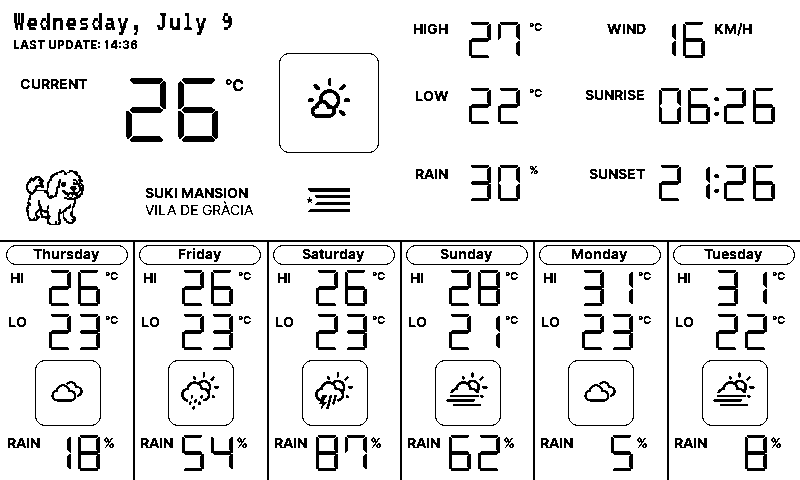 Wednesday, July 9
LAST UPDATE: 14:36
CURRENT 26 °C
SUKI MANSION
VILA DE GRÀCIA
HIGH 27 °C
LOW 22 °C
RAIN 30 %
WIND 16 KM/H
SUNRISE 06:26
SUNSET 21:26
Thursday
HI 26 °C
LO 23 °C
RAIN 18 %
Friday
HI 26 °C
LO 23 °C
RAIN 54 %
Saturday
HI 26 °C
LO 23 °C
RAIN 87 %
Sunday
HI 28 °C
LO 21 °C
RAIN 62 %
Monday
HI 31 °C
LO 23 °C
RAIN 5 %
Tuesday
HI 31 °C
LO 22 °C
RAIN 8 %